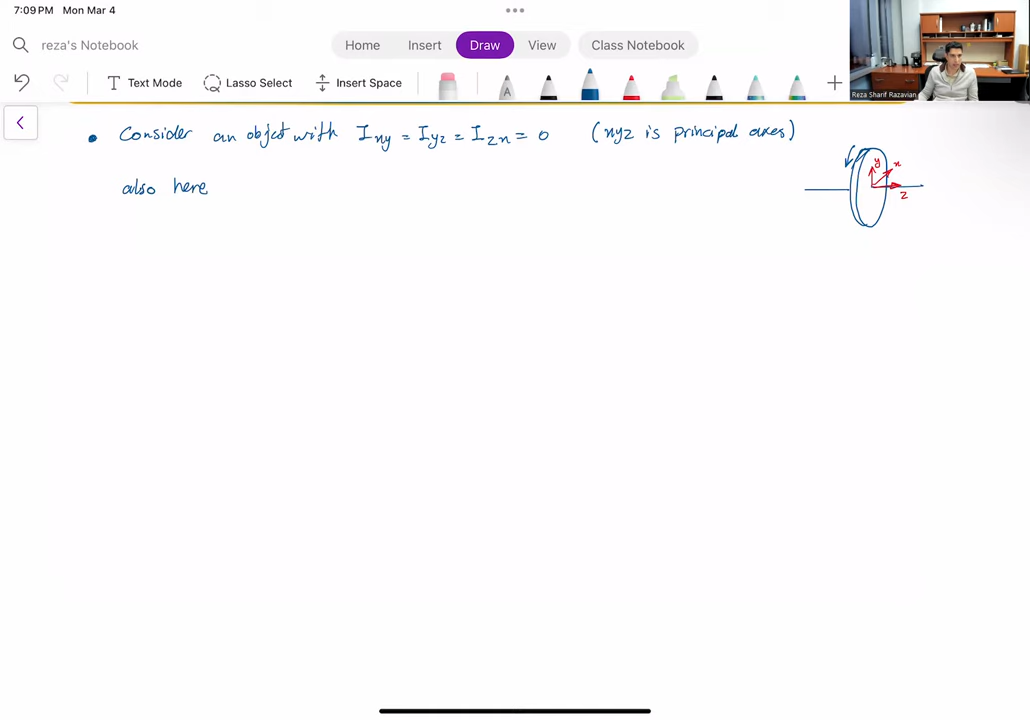 7:09 PM Mon Mar 4
reza's Notebook
Home Insert Draw View Class Notebook
T Text Mode Lasso Select Insert Space
A
Reza Sharif Razavian
• Consider an object with Ixy = Iyz = Izx = 0 (xyz is principal axes)
y x
z
also here